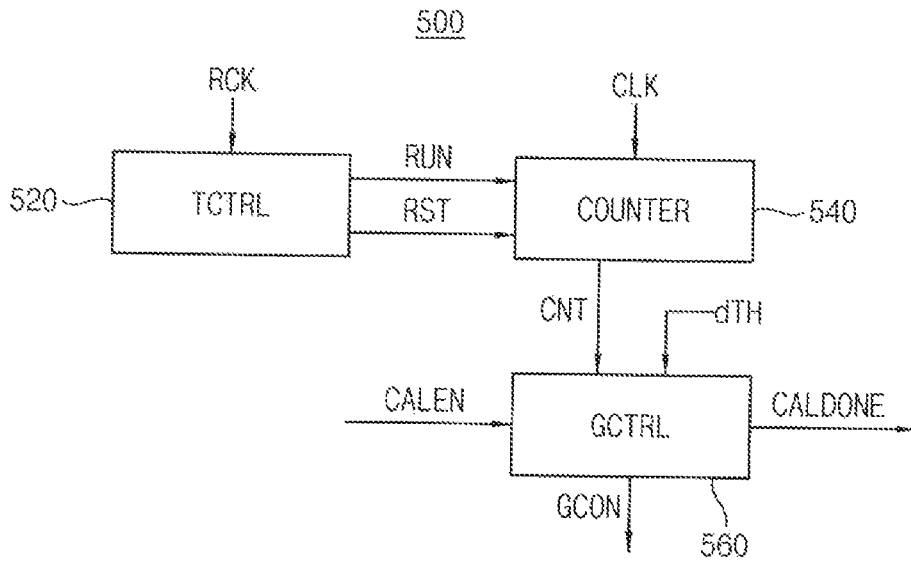 500
RCK
CLK
520
TCTRL
RUN
RST
COUNTER
540
CNT
dTH
CALEN
GCTRL
CALDONE
GCON
560